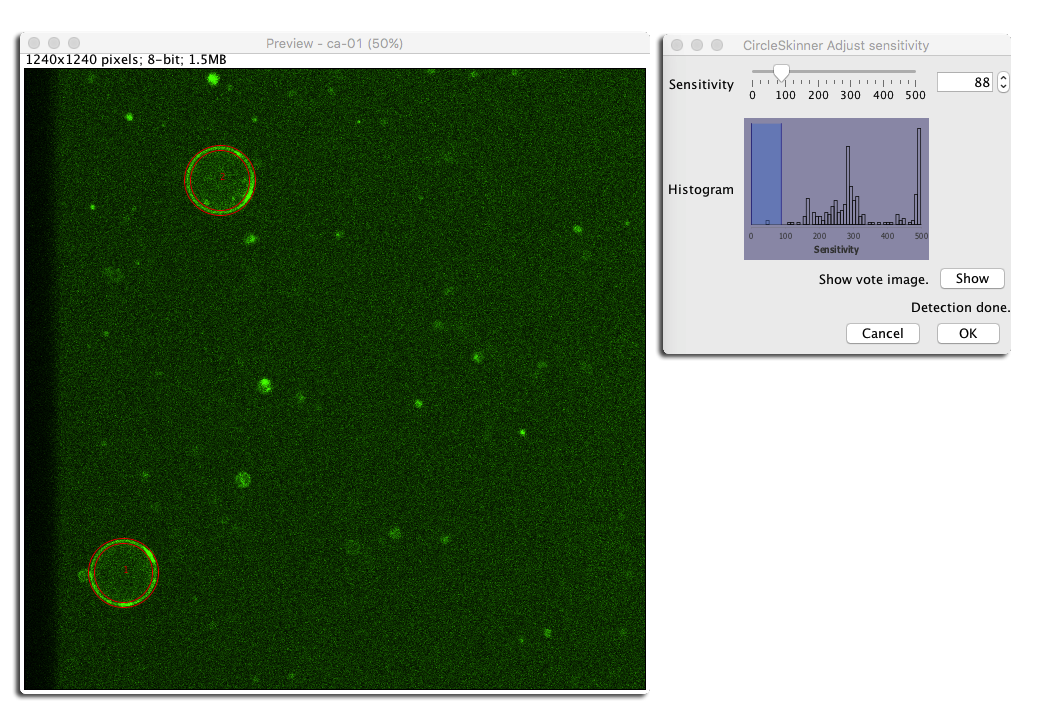 Preview - ca-01 (50%)
1240x1240 pixels; 8-bit; 1.5MB
1
CircleSkinner Adjust sensitivity
Sensitivity
88
0 100 200 300 400 500
Histogram
0 100 200 300 400 500
Sensitivity
Show vote image.
Show
Detection done.
Cancel
OK